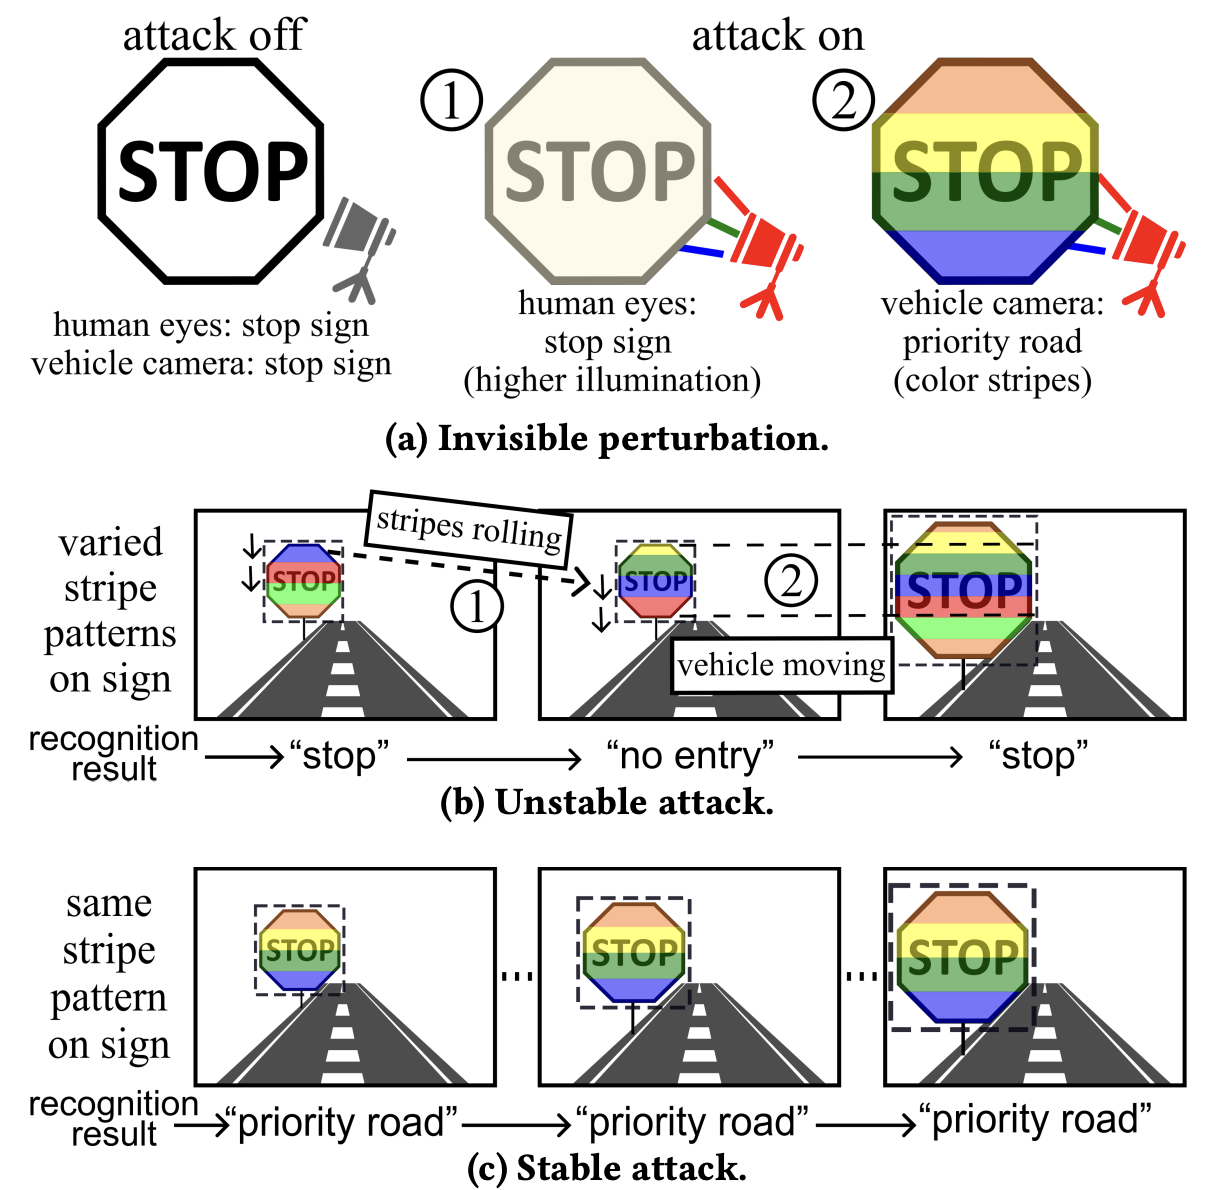 attack off
attack on
STOP
1
STOP
2
STOP
human eyes: stop sign
vehicle camera: stop sign
human eyes:
stop sign
(higher illumination)
vehicle camera:
priority road
(color stripes)
(a) Invisible perturbation.
varied
stripe
patterns
on sign
STOP
stripes rolling
1
STOP
2
vehicle moving
STOP
recognition
result
“stop”
“no entry”
“stop”
(b) Unstable attack.
same
stripe
pattern
on sign
STOP
...
STOP
...
STOP
recognition
result
“priority road”
“priority road”
“priority road”
(c) Stable attack.